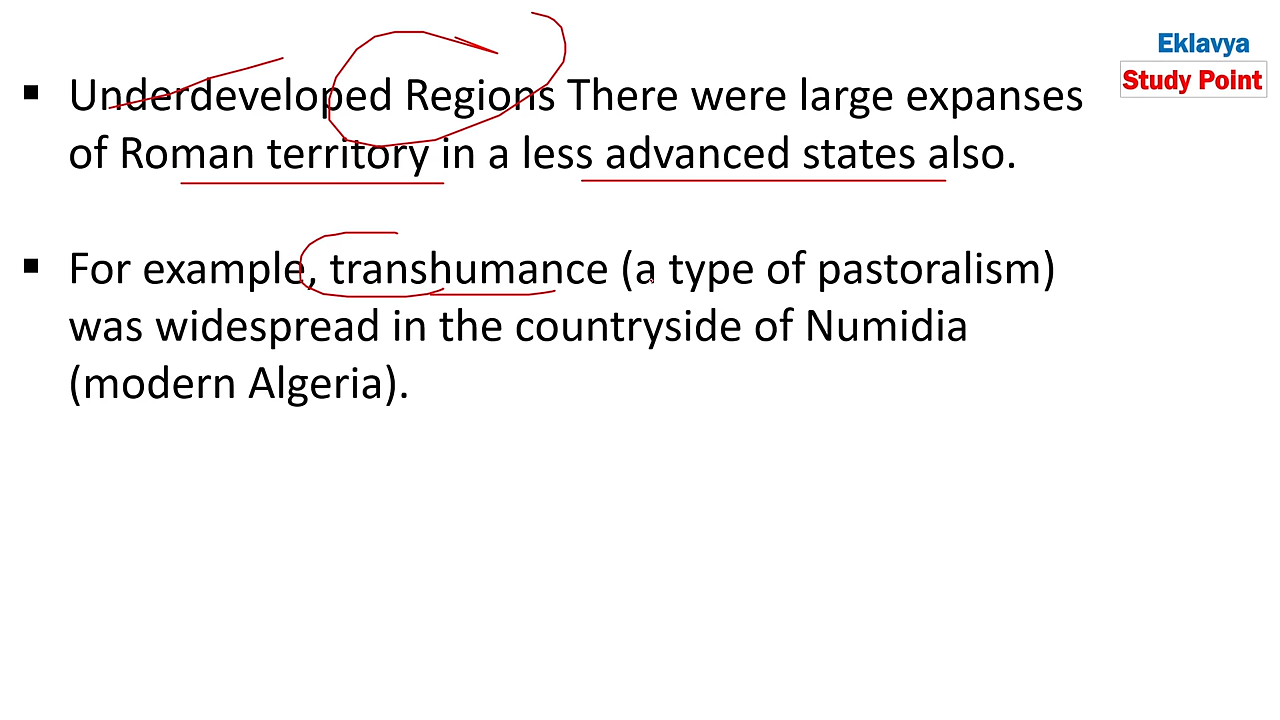 Eklavya
Study Point
▪ Underdeveloped Regions There were large expanses
of Roman territory in a less advanced states also.
▪ For example, transhumance (a type of pastoralism)
was widespread in the countryside of Numidia
(modern Algeria).